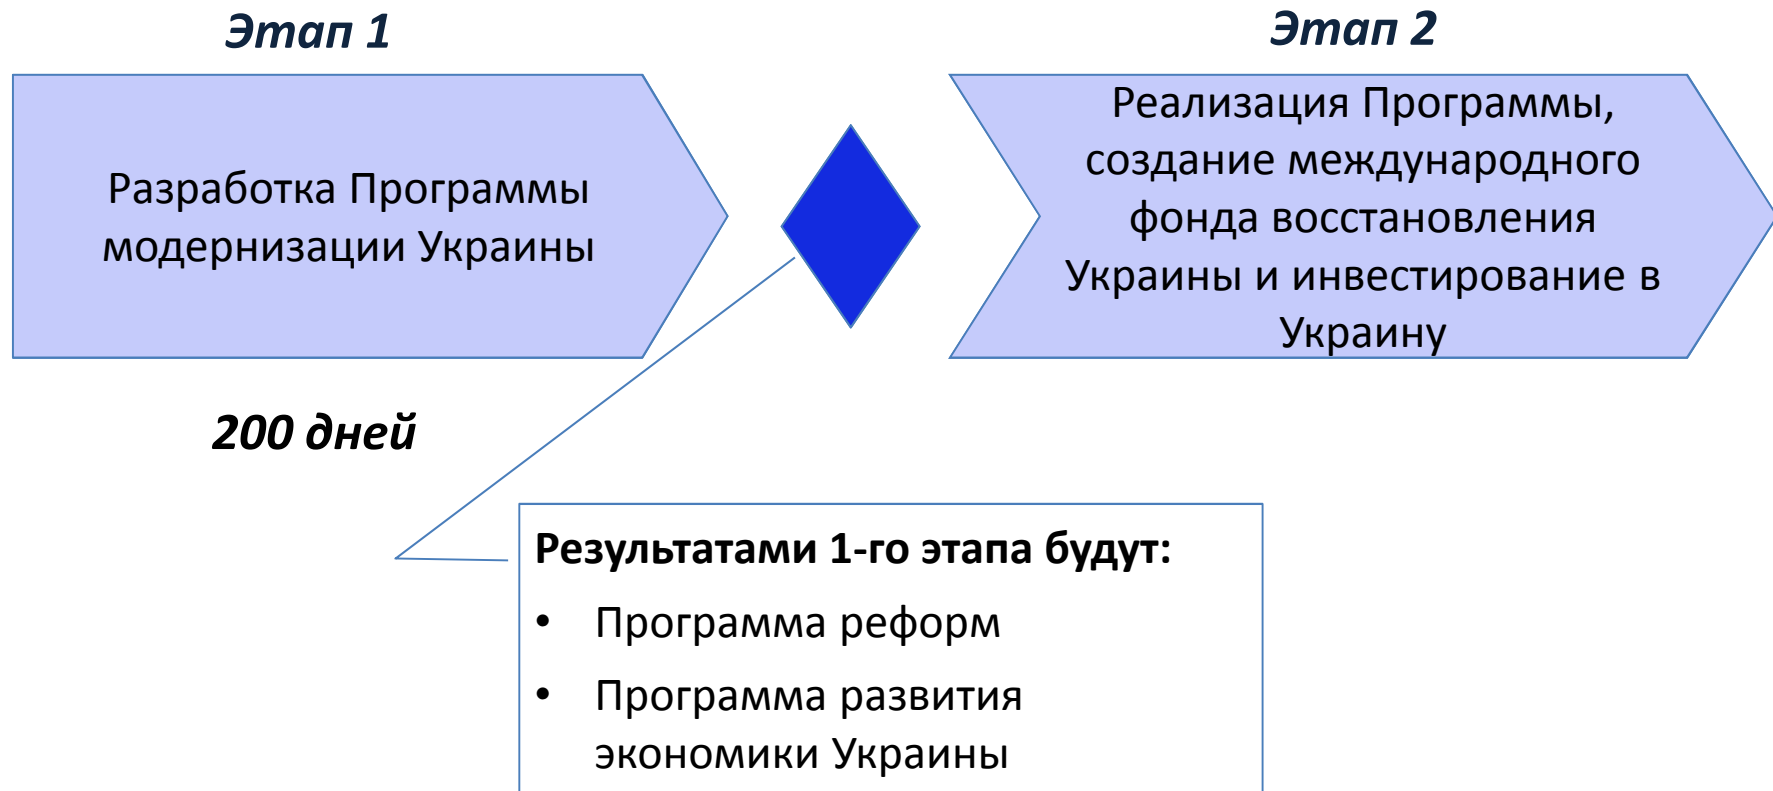 Этап 1
Разработка Программы
модернизации Украины
200 дней
Этап 2
Реализация Программы,
создание международного
фонда восстановления
Украины и инвестирование в
Украину
Результатами 1-го этапа будут:
• Программа реформ
• Программа развития
экономики Украины